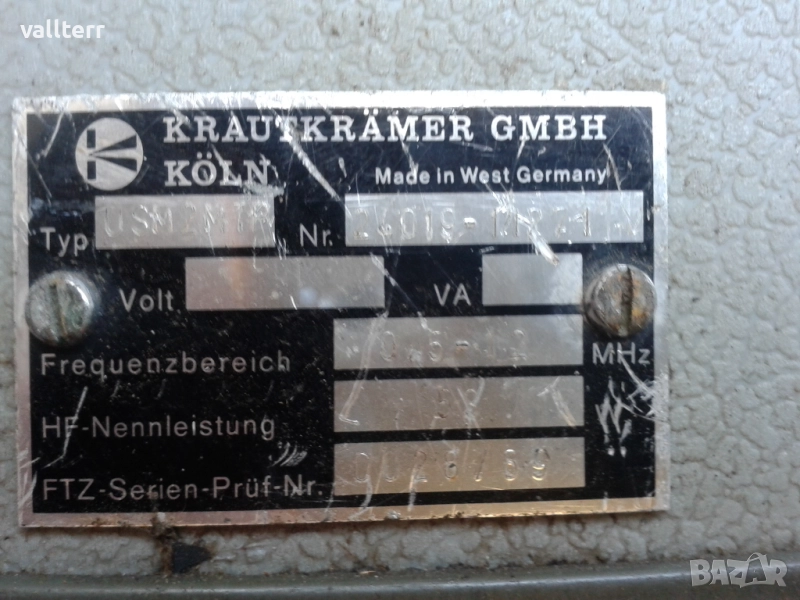 vallterr
KRAUTKRÄMER GMBH
KÖLN Made in West Germany
Typ Nr.
Volt VA
Frequenzbereich MHz
HF-Nennleistung
FTZ-Serien-Prüf-Nr.
BAZAR